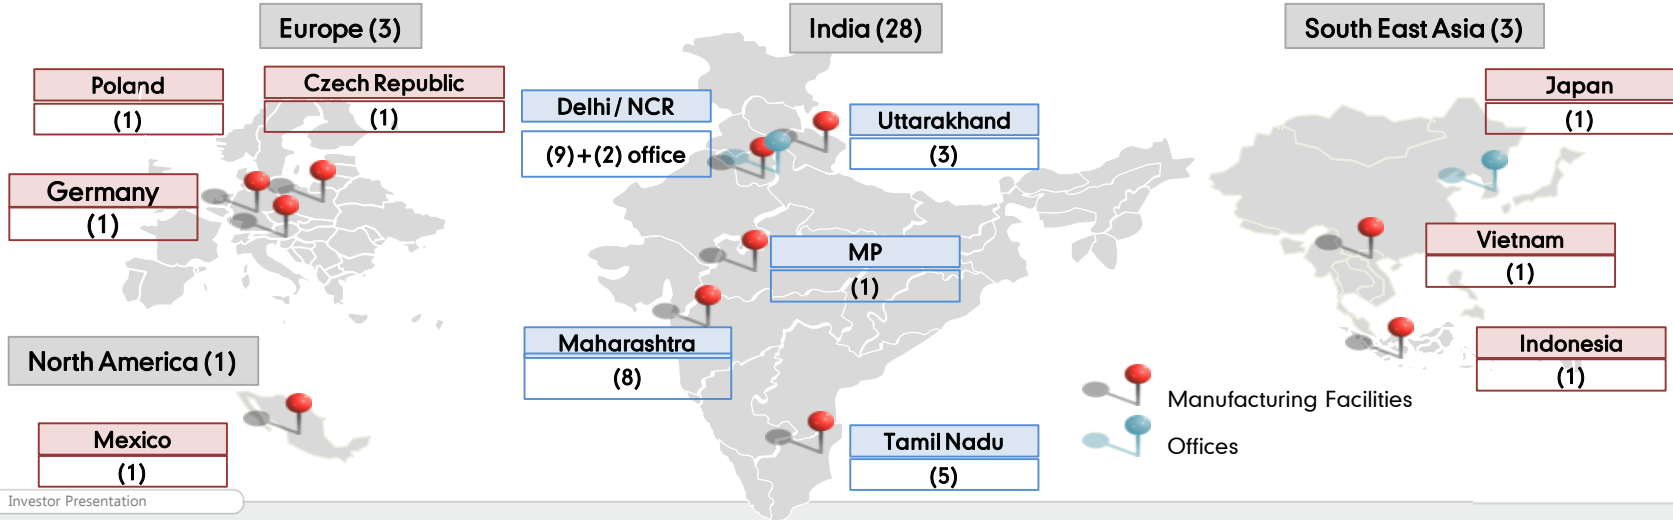 Europe (3)
Poland
(1)
Czech Republic
(1)
Germany
(1)
North America (1)
Mexico
(1)
India (28)
Delhi / NCR
(9)+(2) office
Uttarakhand
(3)
MP
(1)
Maharashtra
(8)
Tamil Nadu
(5)
South East Asia (3)
Japan
(1)
Vietnam
(1)
Indonesia
(1)
Manufacturing Facilities
Offices
Investor Presentation